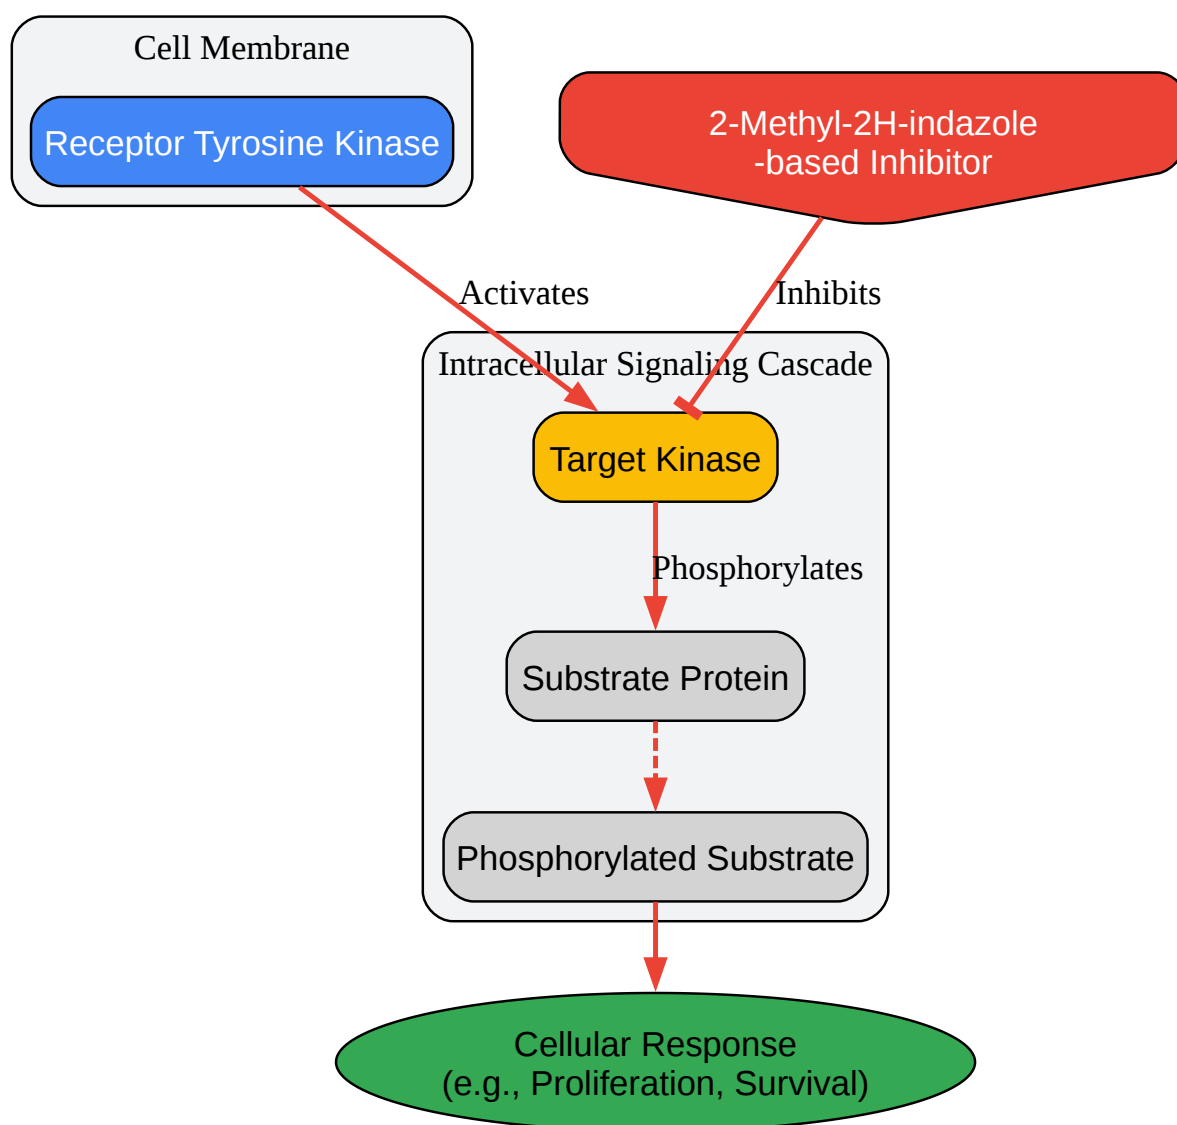 Cell Membrane
Receptor Tyrosine Kinase
2-Methyl-2H-indazole
-based Inhibitor
Activates
Inhibits
Intracellular Signaling Cascade
Target Kinase
Phosphorylates
Substrate Protein
Phosphorylated Substrate
Cellular Response
(e.g., Proliferation, Survival)